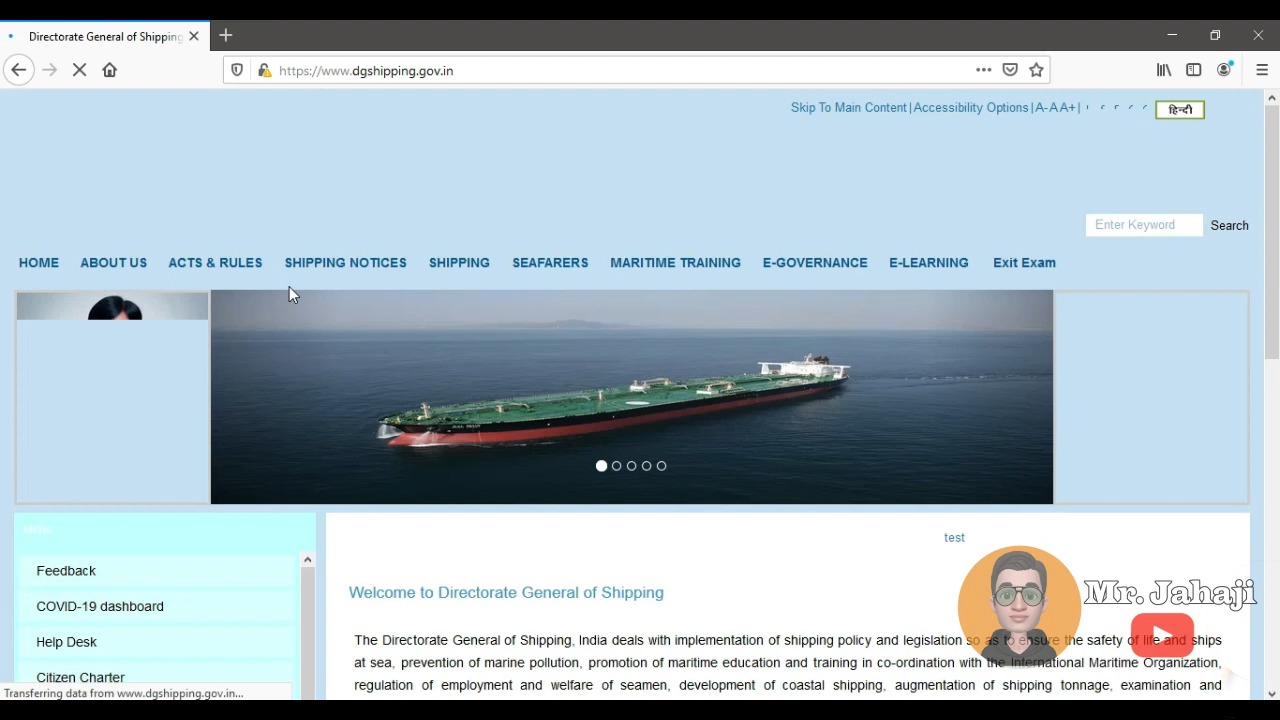 Directorate General of Shipping
https://www.dgshipping.gov.in
Skip To Main Content | Accessibility Options | A- A A+ |
हिन्दी
Enter Keyword Search
HOME ABOUT US ACTS & RULES SHIPPING NOTICES SHIPPING SEAFARERS MARITIME TRAINING E-GOVERNANCE E-LEARNING Exit Exam
test
Feedback
COVID-19 dashboard
Help Desk
Citizen Charter
Welcome to Directorate General of Shipping
The Directorate General of Shipping, India deals with implementation of shipping policy and legislation so as to ensure the safety of life and ships
at sea, prevention of marine pollution, promotion of maritime education and training in co-ordination with the International Maritime Organization,
regulation of employment and welfare of seamen, development of coastal shipping, augmentation of shipping tonnage, examination and
Mr. Jahaji
Transferring data from www.dgshipping.gov.in...